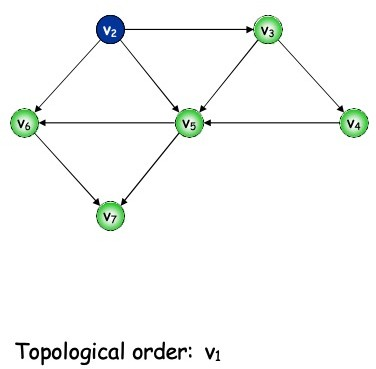 v₂ v₃
v₆ v₅ v₄
v₇
Topological order: v₁